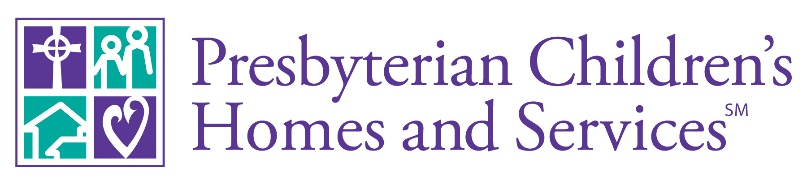 Presbyterian Children's
Homes and Services℠